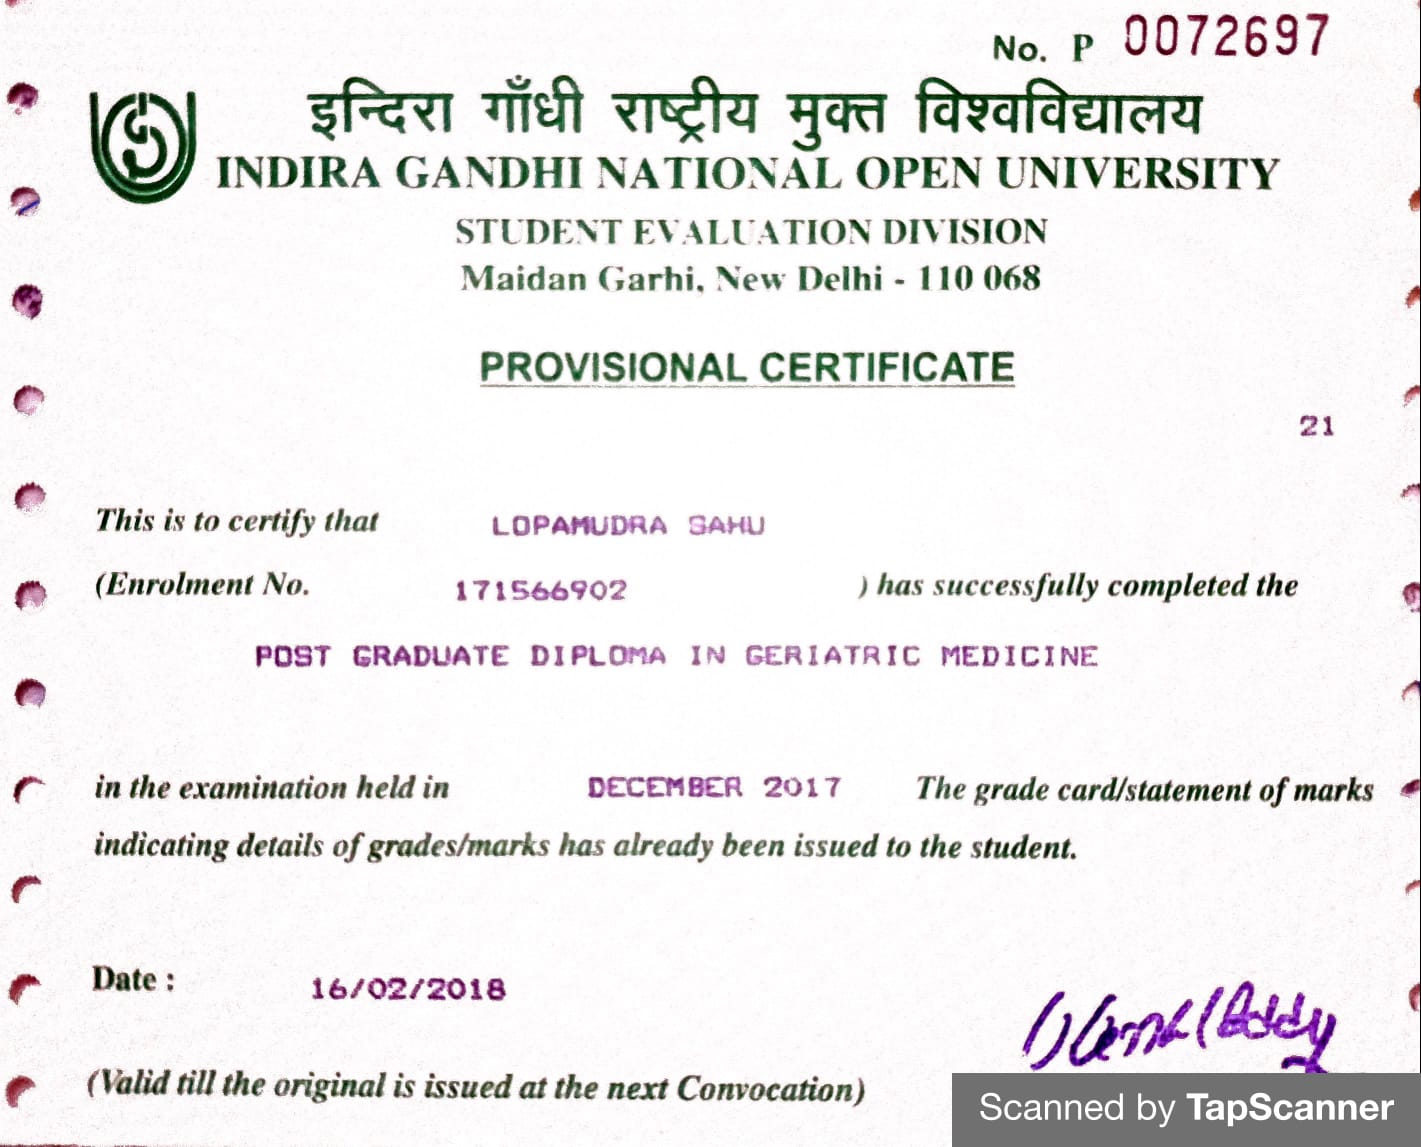 No. P 0072697
इन्दिरा गाँधी राष्ट्रीय मुक्त विश्वविद्यालय
INDIRA GANDHI NATIONAL OPEN UNIVERSITY
STUDENT EVALUATION DIVISION
Maidan Garhi, New Delhi - 110 068
PROVISIONAL CERTIFICATE
21
This is to certify that LOPAMUDRA SAHU
(Enrolment No. 171566902 ) has successfully completed the
POST GRADUATE DIPLOMA IN GERIATRIC MEDICINE
in the examination held in DECEMBER 2017 The grade card/statement of marks
indicating details of grades/marks has already been issued to the student.
Date : 16/02/2018
(Valid till the original is issued at the next Convocation)
Scanned by TapScanner